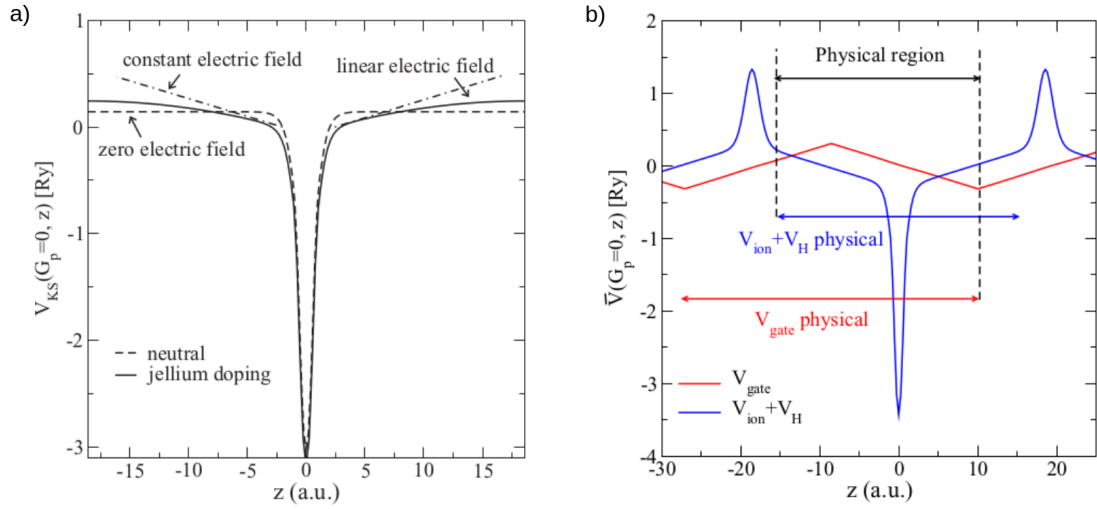 a)
b)
1
0
-1
-2
-3
V_KS(G_p=0, z) [Ry]
constant electric field
linear electric field
zero electric field
neutral
jellium doping
-15
-10
-5
0
5
10
15
z (a.u.)
2
1
0
-1
-2
-3
-4
V̄(G_p=0, z) [Ry]
Physical region
V_ion+V_H physical
V_gate physical
V_gate
V_ion+V_H
-30
-20
-10
0
10
20
z (a.u.)